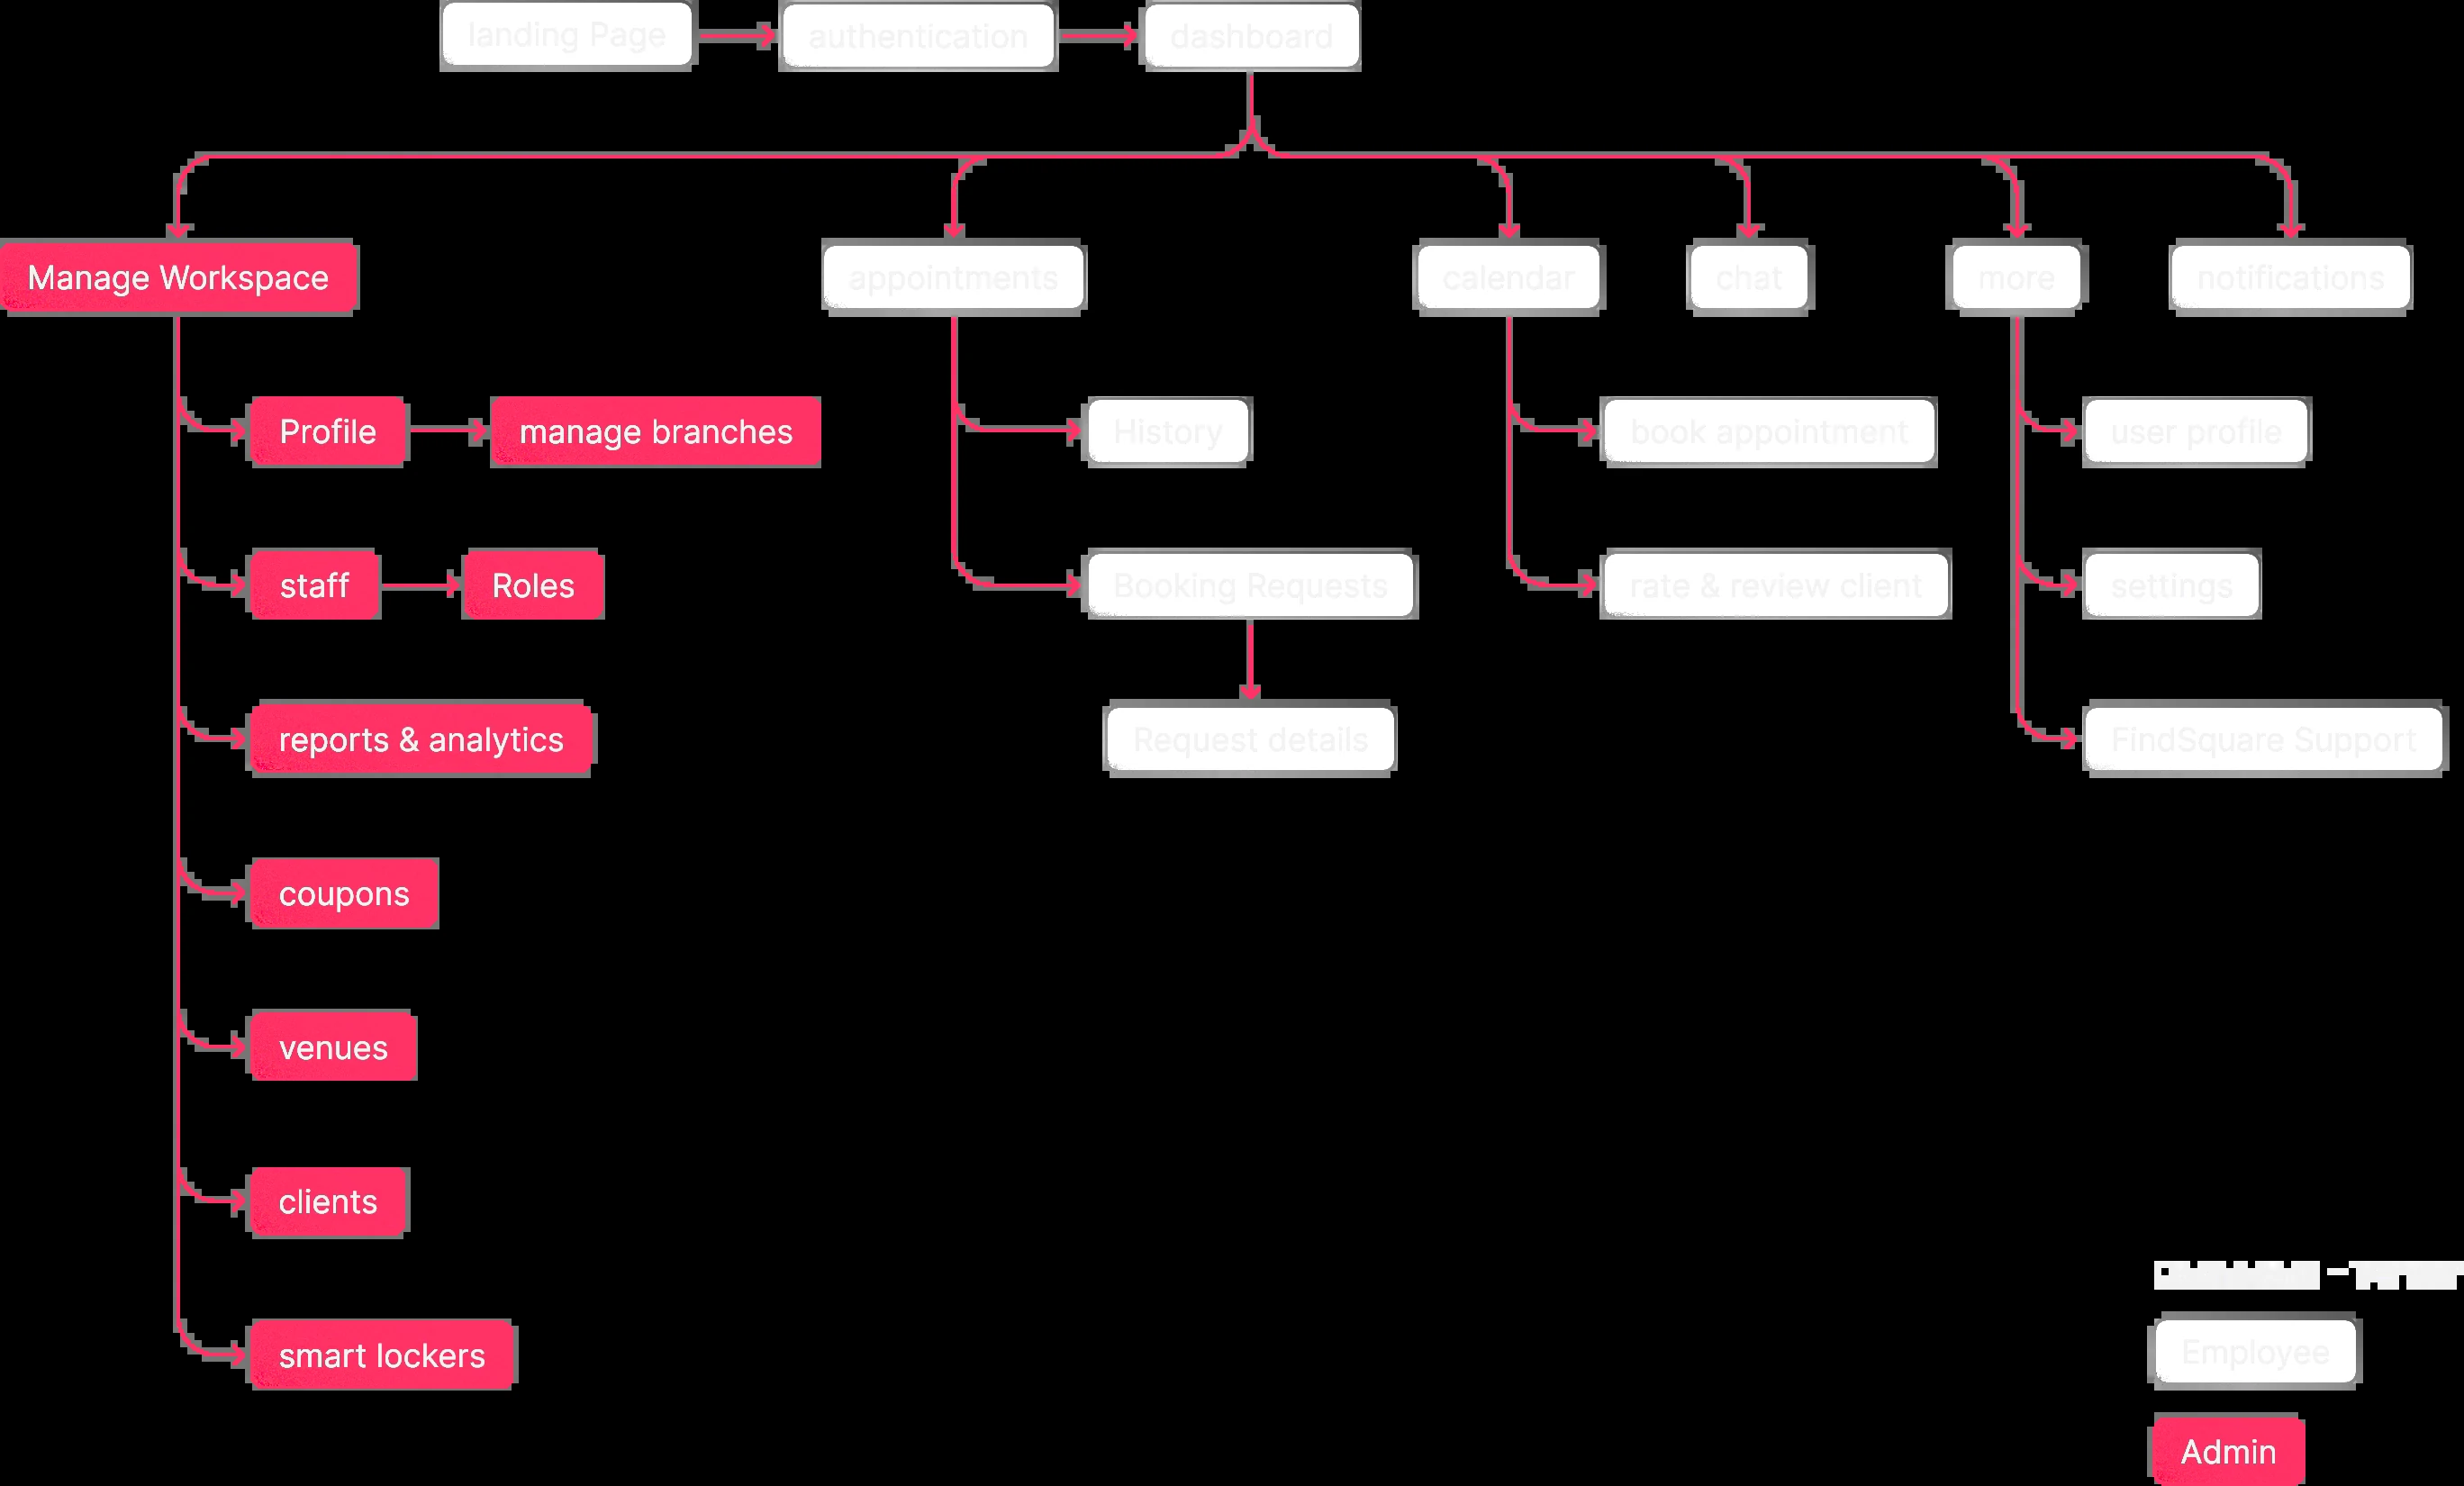 landing Page
authentication
dashboard
Manage Workspace
appointments
calendar
chat
more
notifications
Profile
manage branches
History
book appointment
user profile
staff
Roles
Booking Requests
rate & review client
settings
reports & analytics
Request details
FindSquare Support
coupons
venues
clients
smart lockers
Employee
Admin